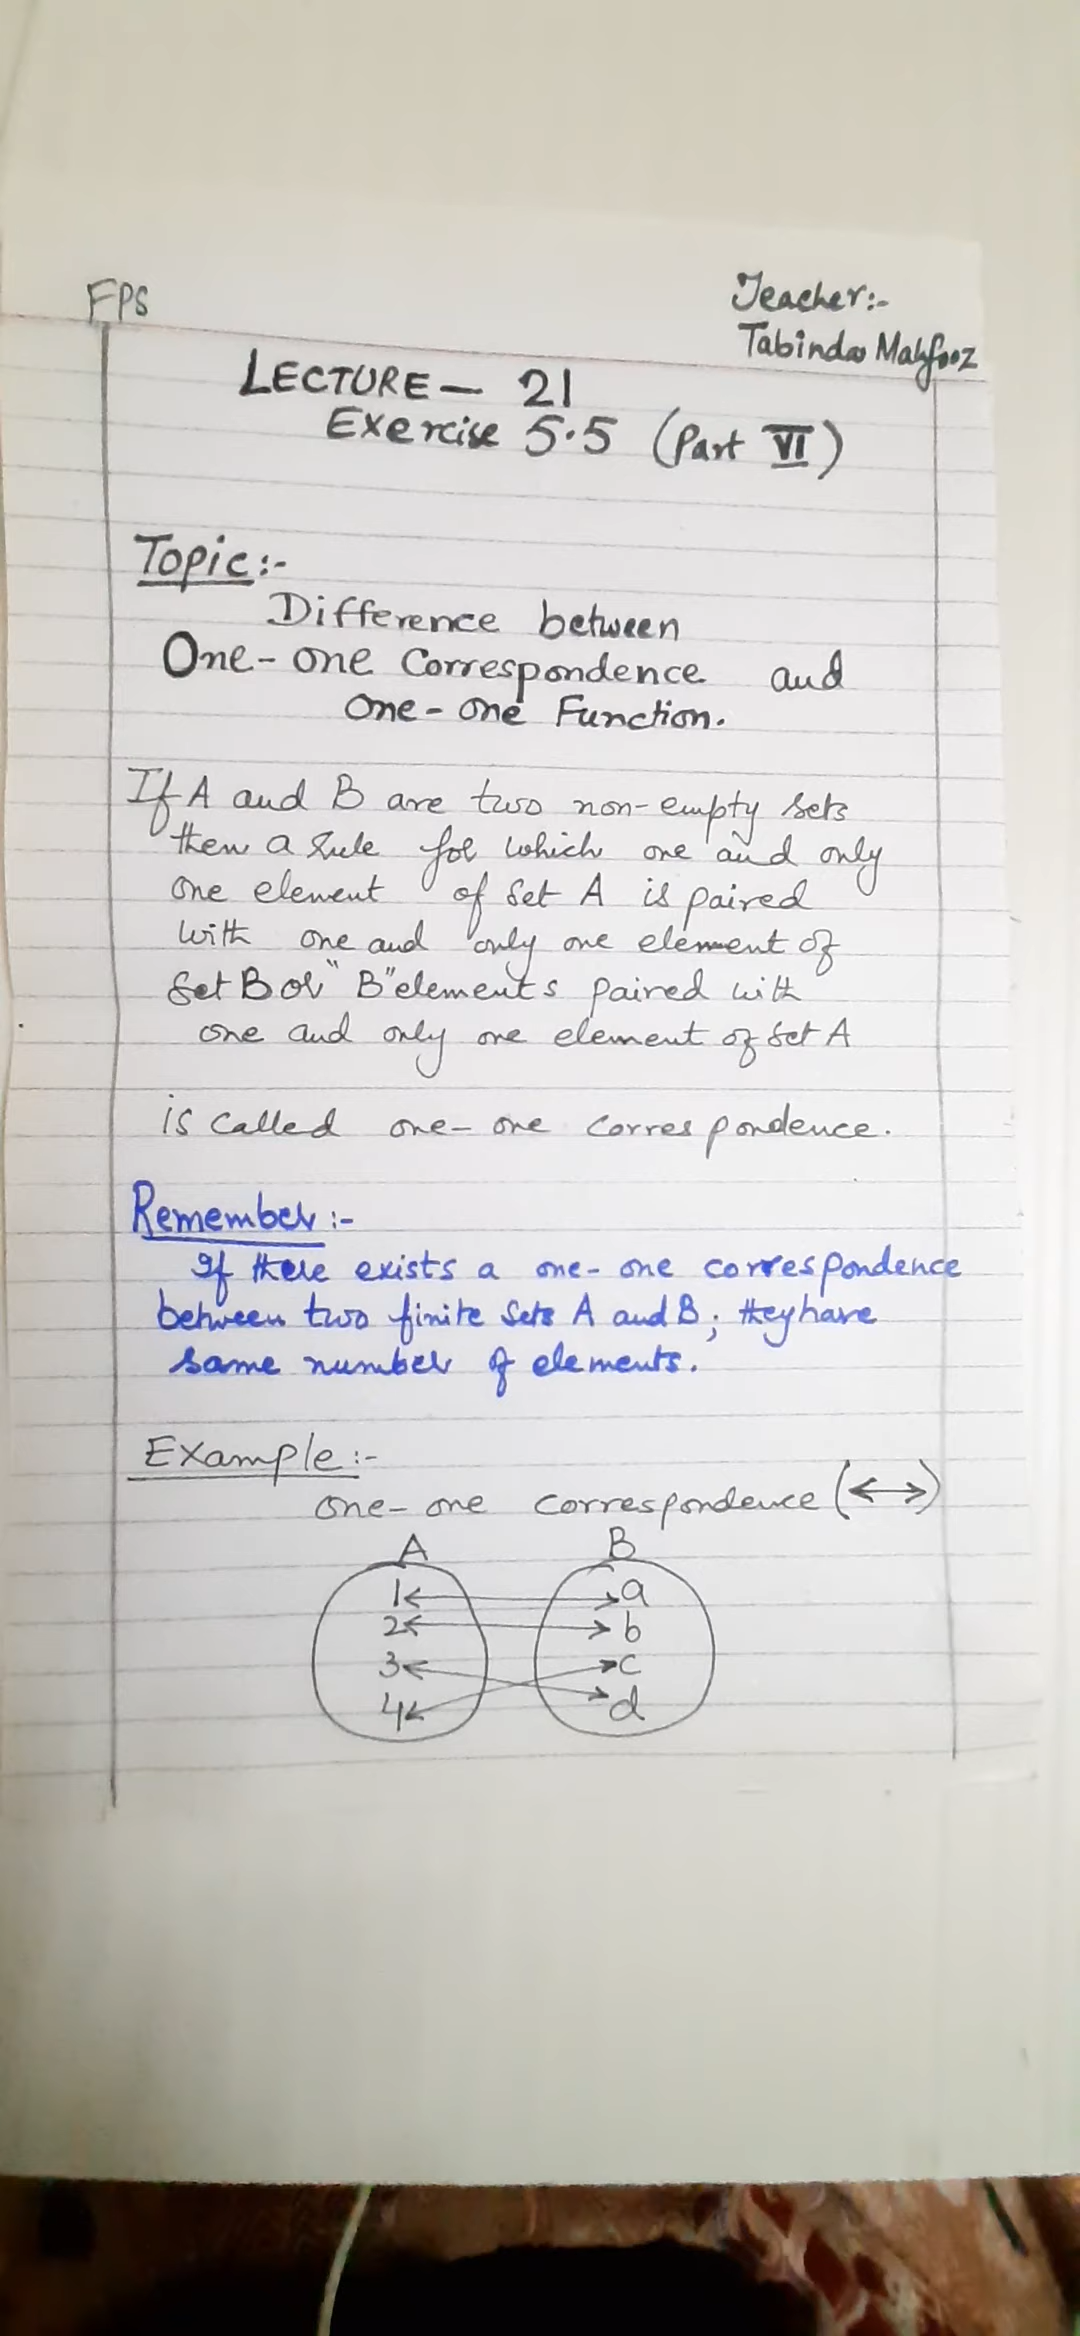 FPS
Teacher:-
Tabinda Mahfooz
LECTURE - 21
Exercise 5.5 (Part VI)
Topic:-
Difference between
One-one Correspondence and
one-one Function.
If A and B are two non-empty sets
then a rule for which one and only
one element of set A is paired
with one and only one element of
set B or "B" elements paired with
one and only one element of set A
is called one-one correspondence.
Remember:-
If there exists a one-one correspondence
between two finite sets A and B; they have
same number of elements.
Example:-
one-one correspondence (↔)
A B
1 a
2 b
3 c
4 d